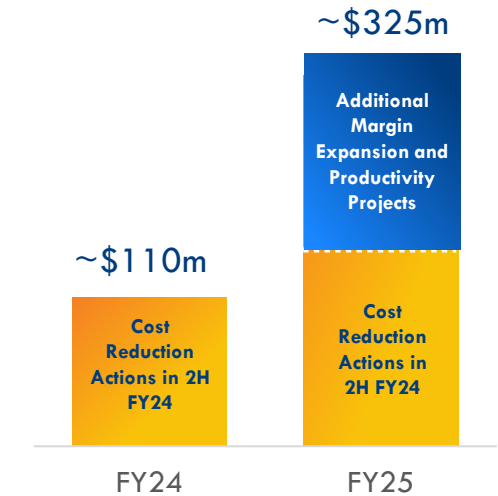 ~$325m
Additional
Margin
Expansion and
Productivity
Projects
~$110m
Cost
Reduction
Actions in 2H
FY24
Cost
Reduction
Actions in
2H FY24
FY24
FY25